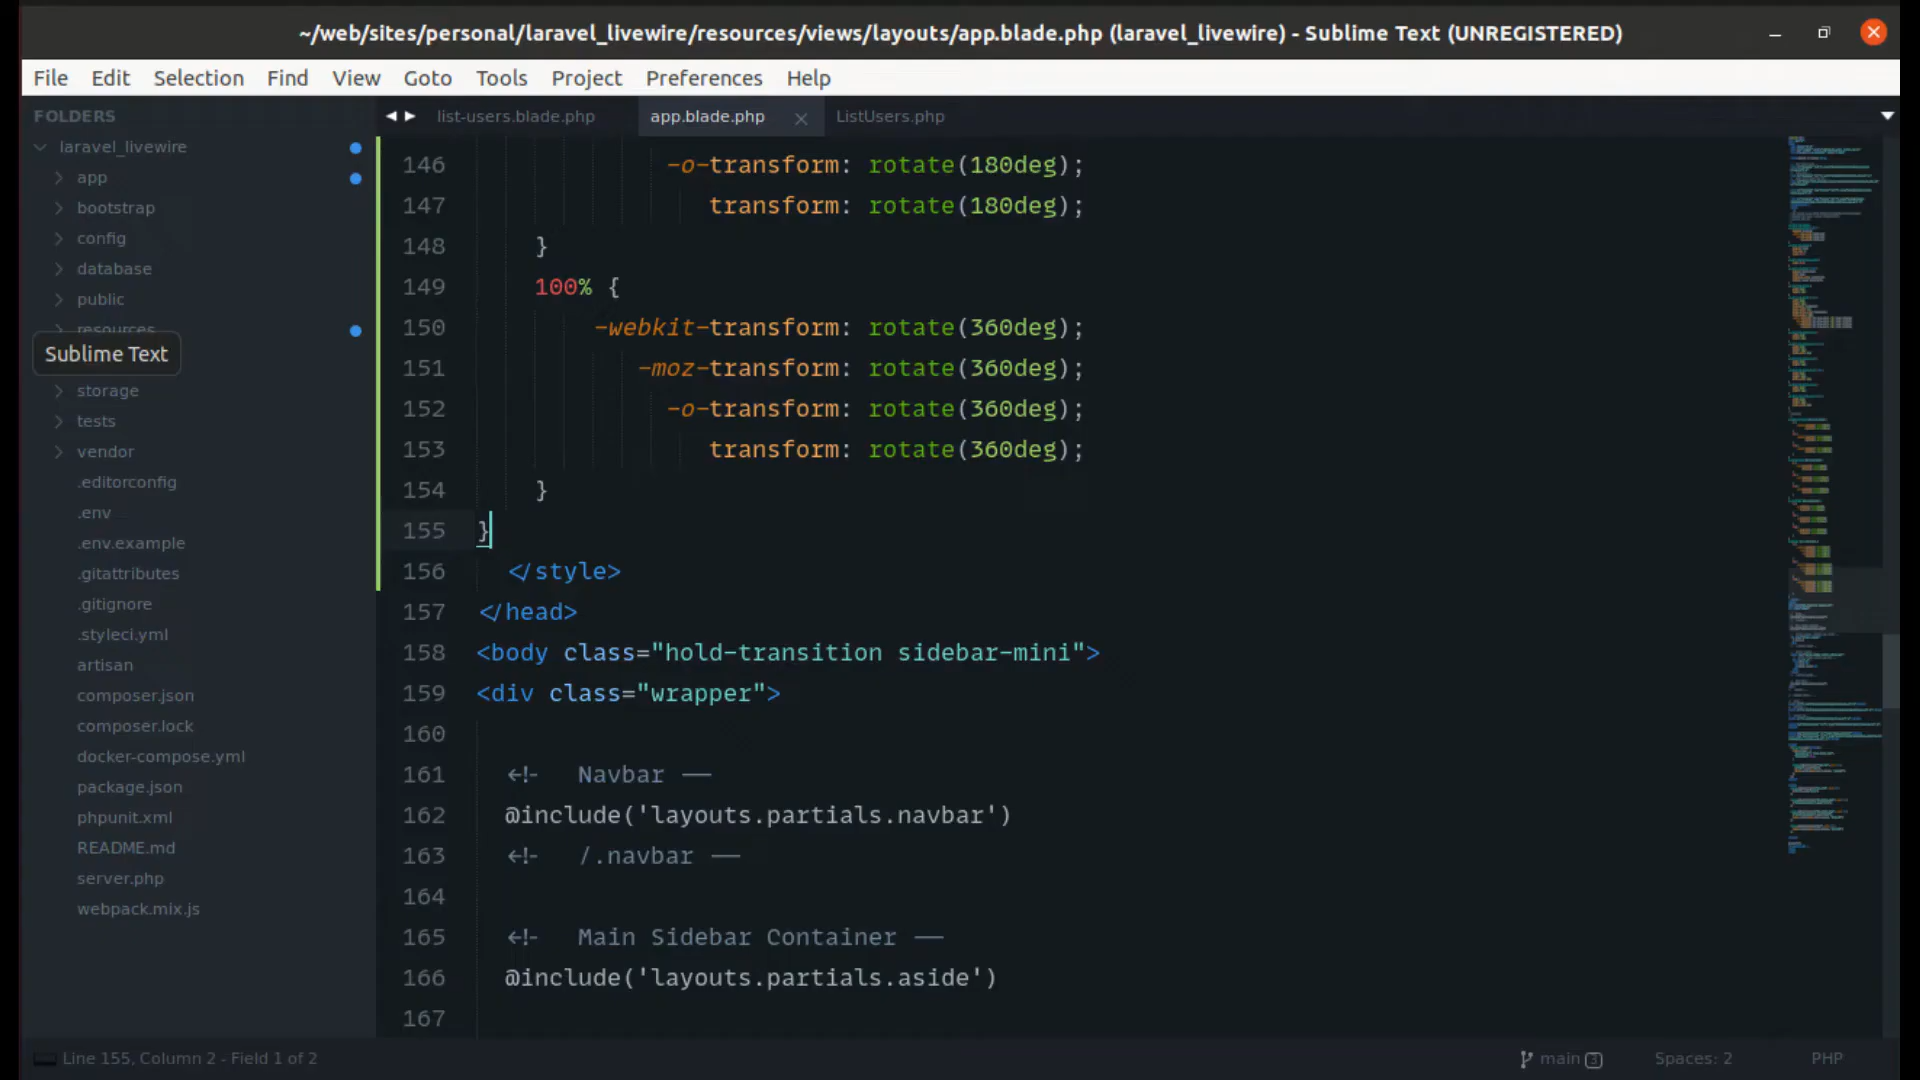 ~/web/sites/personal/laravel_livewire/resources/views/layouts/app.blade.php (laravel_livewire) - Sublime Text (UNREGISTERED)
File Edit Selection Find View Goto Tools Project Preferences Help
FOLDERS
laravel_livewire
app
bootstrap
config
database
public
resources
Sublime Text
storage
tests
vendor
.editorconfig
.env
.env.example
.gitattributes
.gitignore
.styleci.yml
artisan
composer.json
composer.lock
docker-compose.yml
package.json
phpunit.xml
README.md
server.php
webpack.mix.js
list-users.blade.php app.blade.php ListUsers.php
146 -o-transform: rotate(180deg);
147 transform: rotate(180deg);
148 }
149 100% {
150 -webkit-transform: rotate(360deg);
151 -moz-transform: rotate(360deg);
152 -o-transform: rotate(360deg);
153 transform: rotate(360deg);
154 }
155 }
156 </style>
157 </head>
158 <body class="hold-transition sidebar-mini">
159 <div class="wrapper">
160
161 <!-- Navbar --
162 @include('layouts.partials.navbar')
163 <!-- /.navbar --
164
165 <!-- Main Sidebar Container --
166 @include('layouts.partials.aside')
167
Line 155, Column 2 - Field 1 of 2
main 3 Spaces: 2 PHP